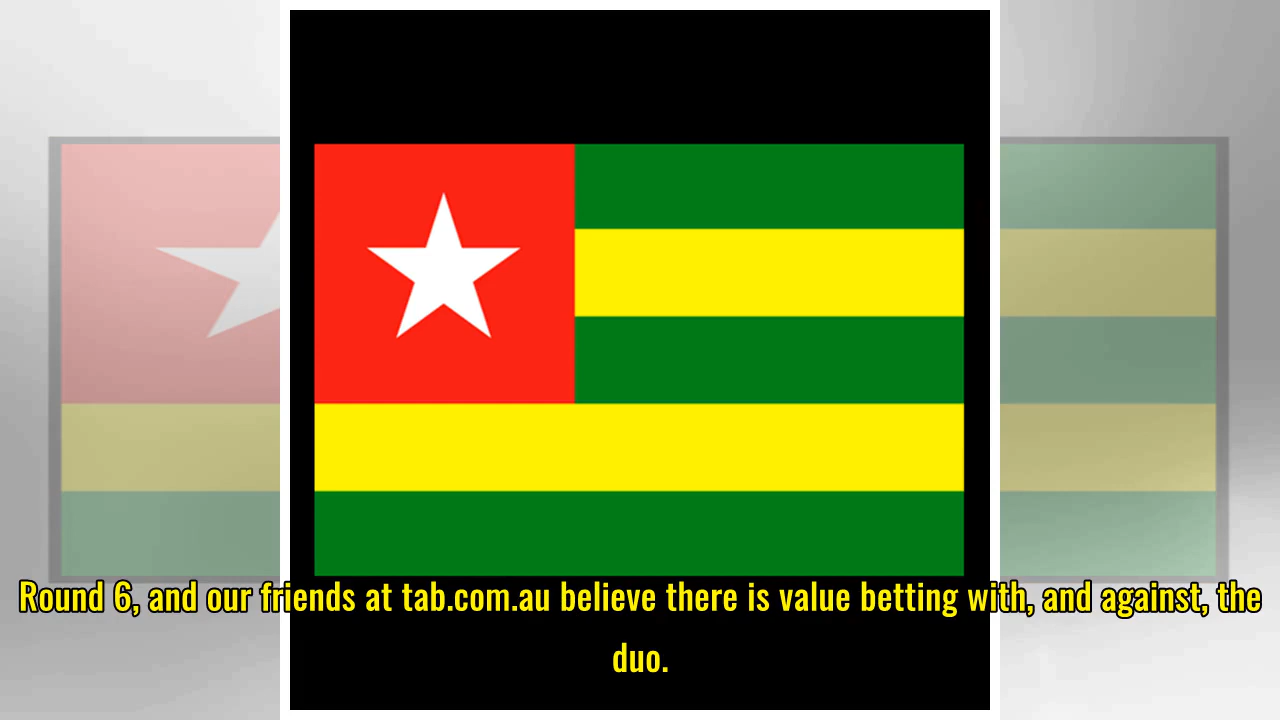 Round 6, and our friends at tab.com.au believe there is value betting with, and against, the
duo.